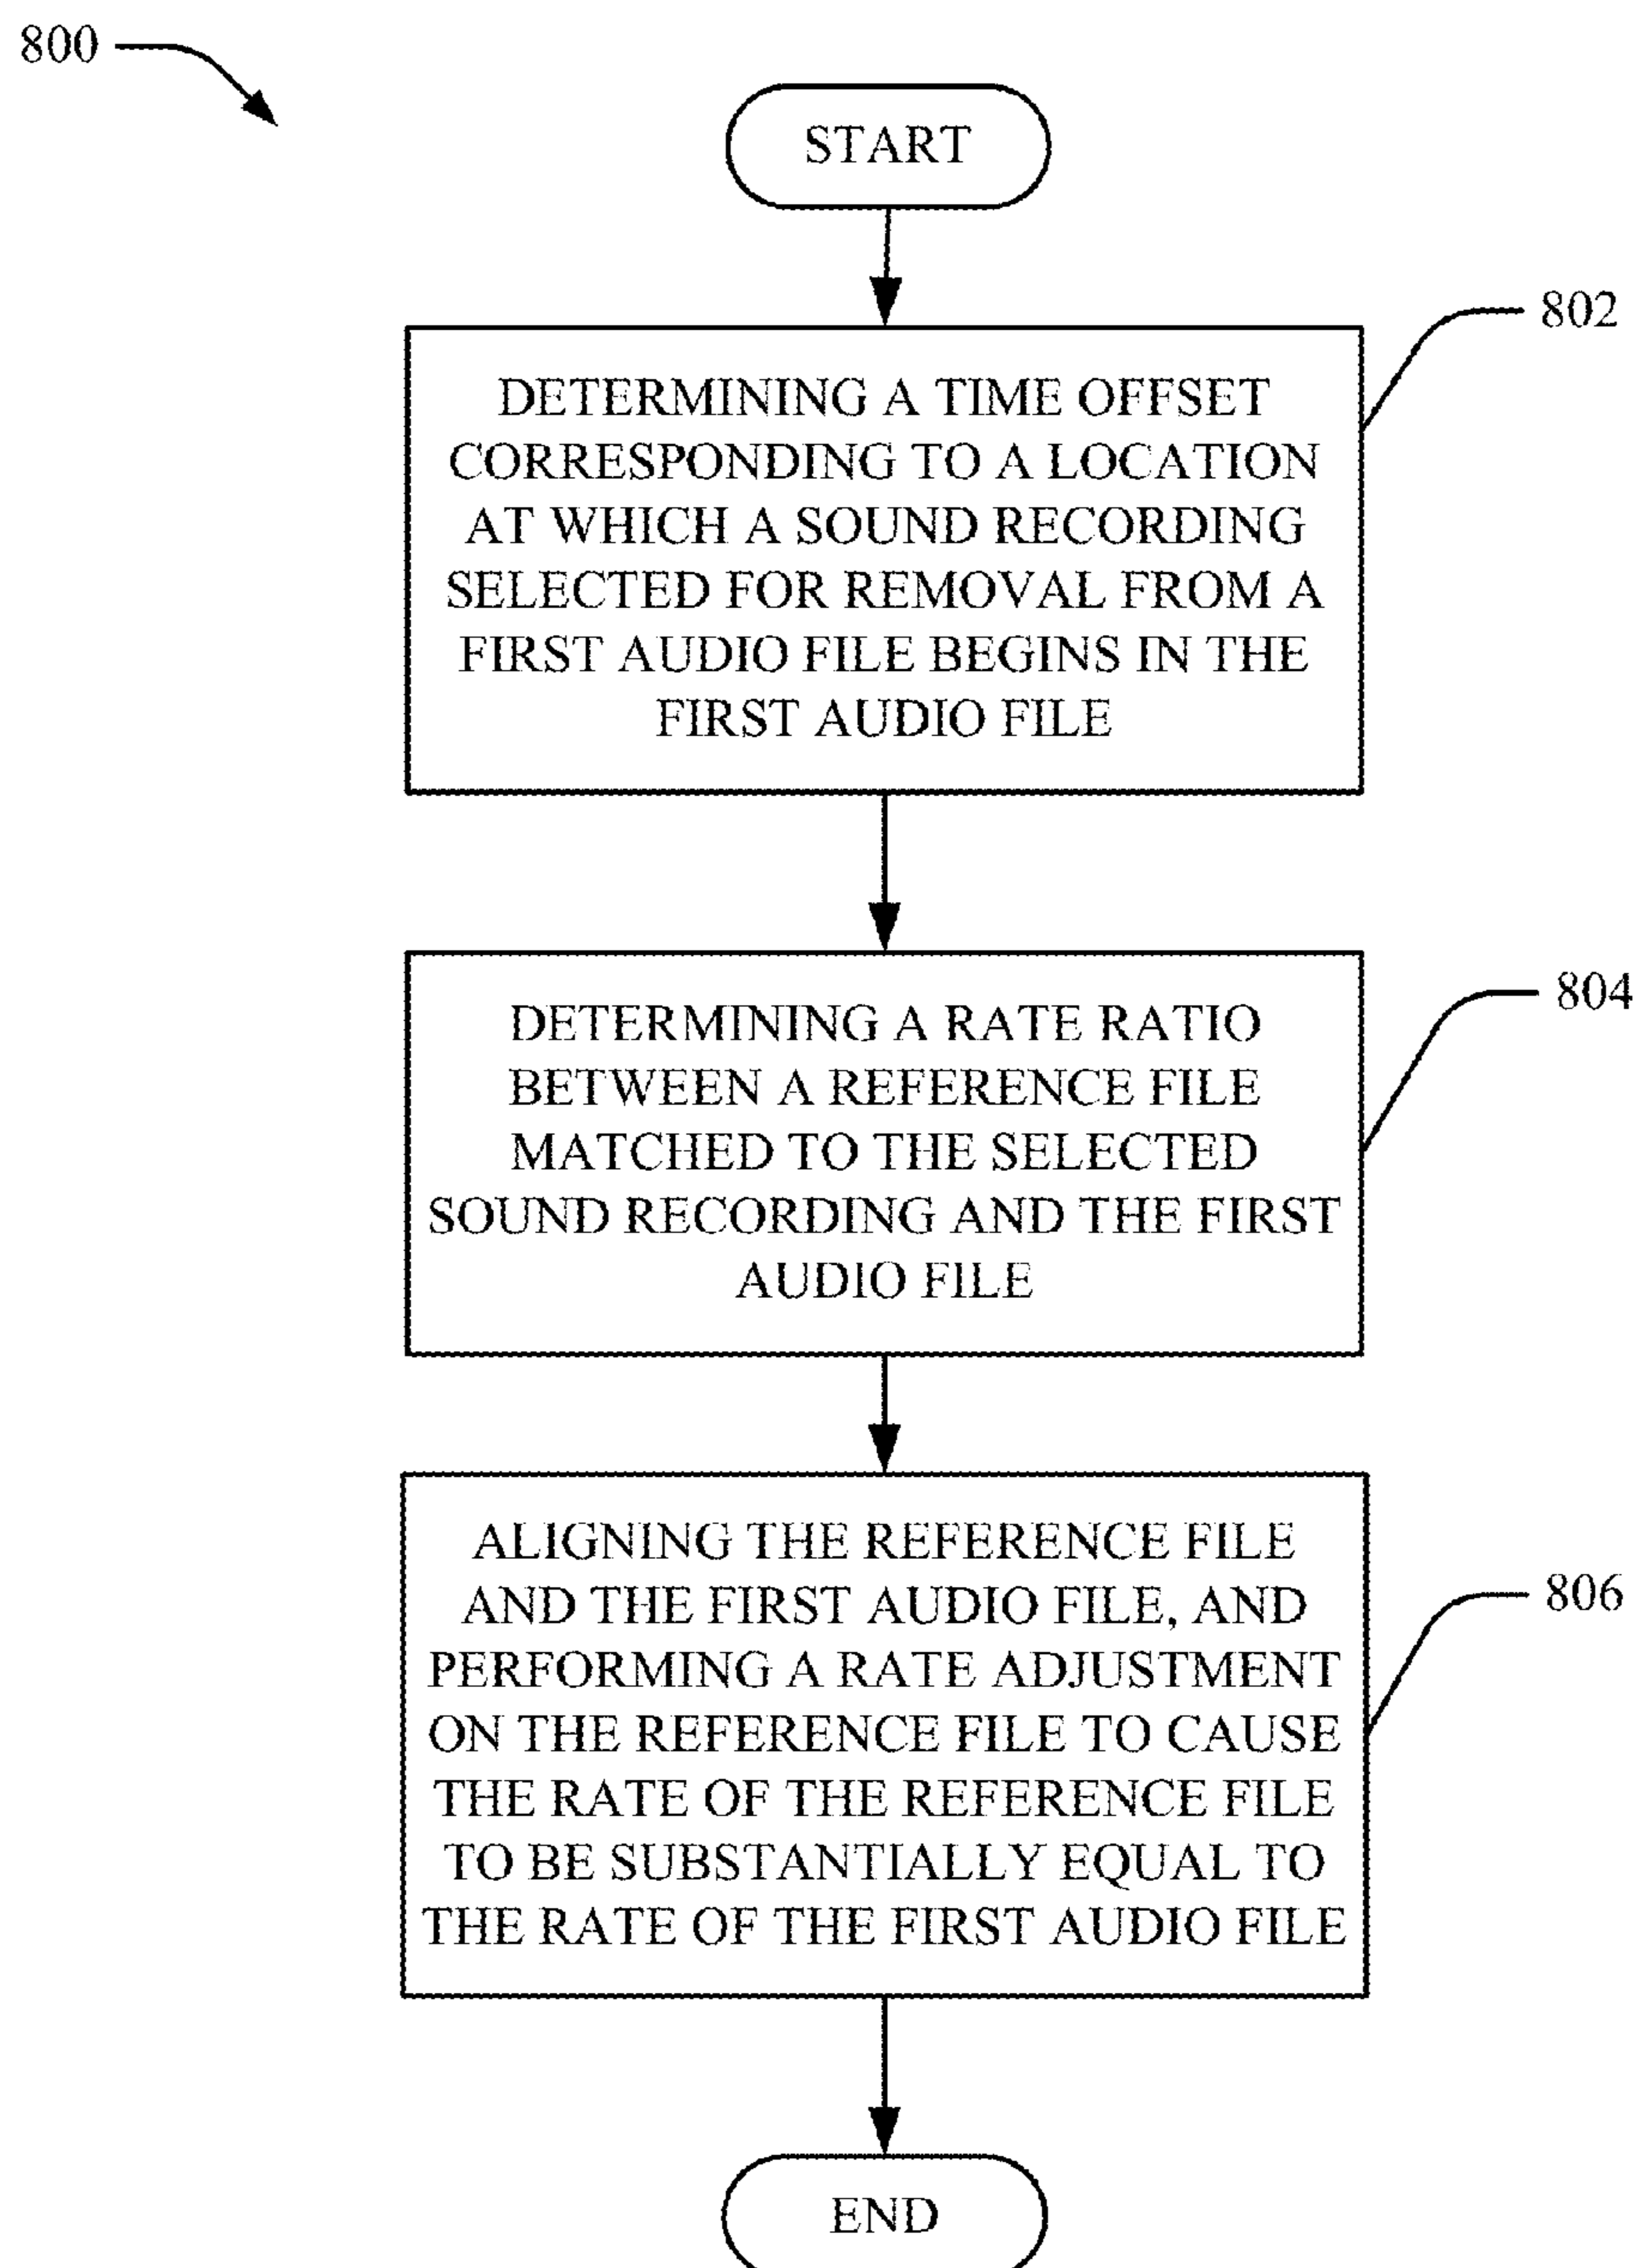 800
START
802
DETERMINING A TIME OFFSET
CORRESPONDING TO A LOCATION
AT WHICH A SOUND RECORDING
SELECTED FOR REMOVAL FROM A
FIRST AUDIO FILE BEGINS IN THE
FIRST AUDIO FILE
804
DETERMINING A RATE RATIO
BETWEEN A REFERENCE FILE
MATCHED TO THE SELECTED
SOUND RECORDING AND THE FIRST
AUDIO FILE
806
ALIGNING THE REFERENCE FILE
AND THE FIRST AUDIO FILE, AND
PERFORMING A RATE ADJUSTMENT
ON THE REFERENCE FILE TO CAUSE
THE RATE OF THE REFERENCE FILE
TO BE SUBSTANTIALLY EQUAL TO
THE RATE OF THE FIRST AUDIO FILE
END